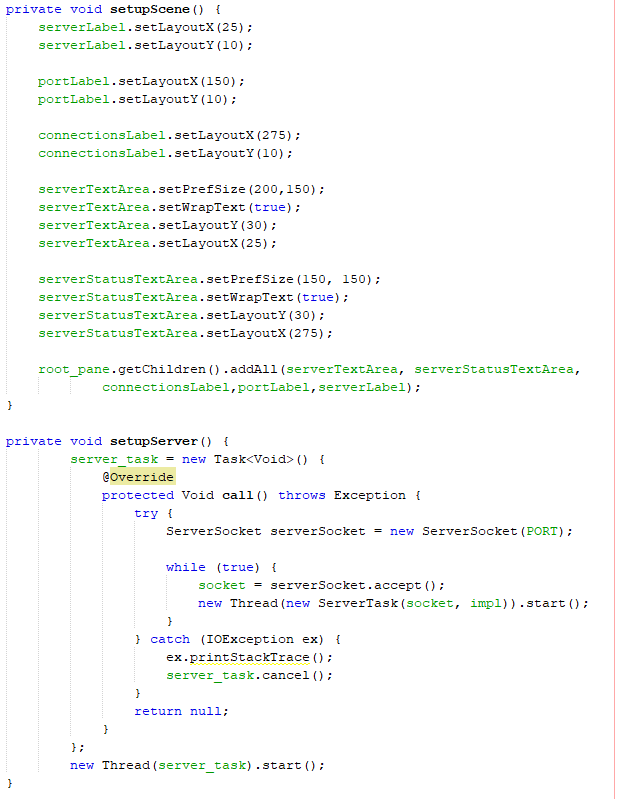 private void setupScene() {
    serverLabel.setLayoutX(25);
    serverLabel.setLayoutY(10);

    portLabel.setLayoutX(150);
    portLabel.setLayoutY(10);

    connectionsLabel.setLayoutX(275);
    connectionsLabel.setLayoutY(10);

    serverTextArea.setPrefSize(200,150);
    serverTextArea.setWrapText(true);
    serverTextArea.setLayoutY(30);
    serverTextArea.setLayoutX(25);

    serverStatusTextArea.setPrefSize(150, 150);
    serverStatusTextArea.setWrapText(true);
    serverStatusTextArea.setLayoutY(30);
    serverStatusTextArea.setLayoutX(275);

    root_pane.getChildren().addAll(serverTextArea, serverStatusTextArea,
            connectionsLabel,portLabel,serverLabel);
}

private void setupServer() {
        server_task = new Task<Void>() {
            @Override
            protected Void call() throws Exception {
                try {
                    ServerSocket serverSocket = new ServerSocket(PORT);

                    while (true) {
                        socket = serverSocket.accept();
                        new Thread(new ServerTask(socket, impl)).start();
                    }
                } catch (IOException ex) {
                    ex.printStackTrace();
                    server_task.cancel();
                }
                return null;
            }
        };
        new Thread(server_task).start();
}